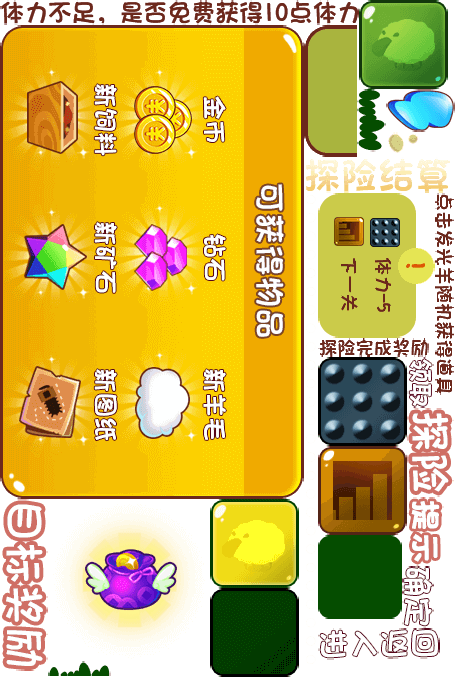 体力不足，是否免费获得10点体力
可获得物品
金币
钻石
新羊毛
新饲料
新矿石
新图纸
探险结算
点击发光羊随机获得道具
体力-5
下一关
!
探险完成奖励
领取
探险提示
确定
返回
进入
目标奖励